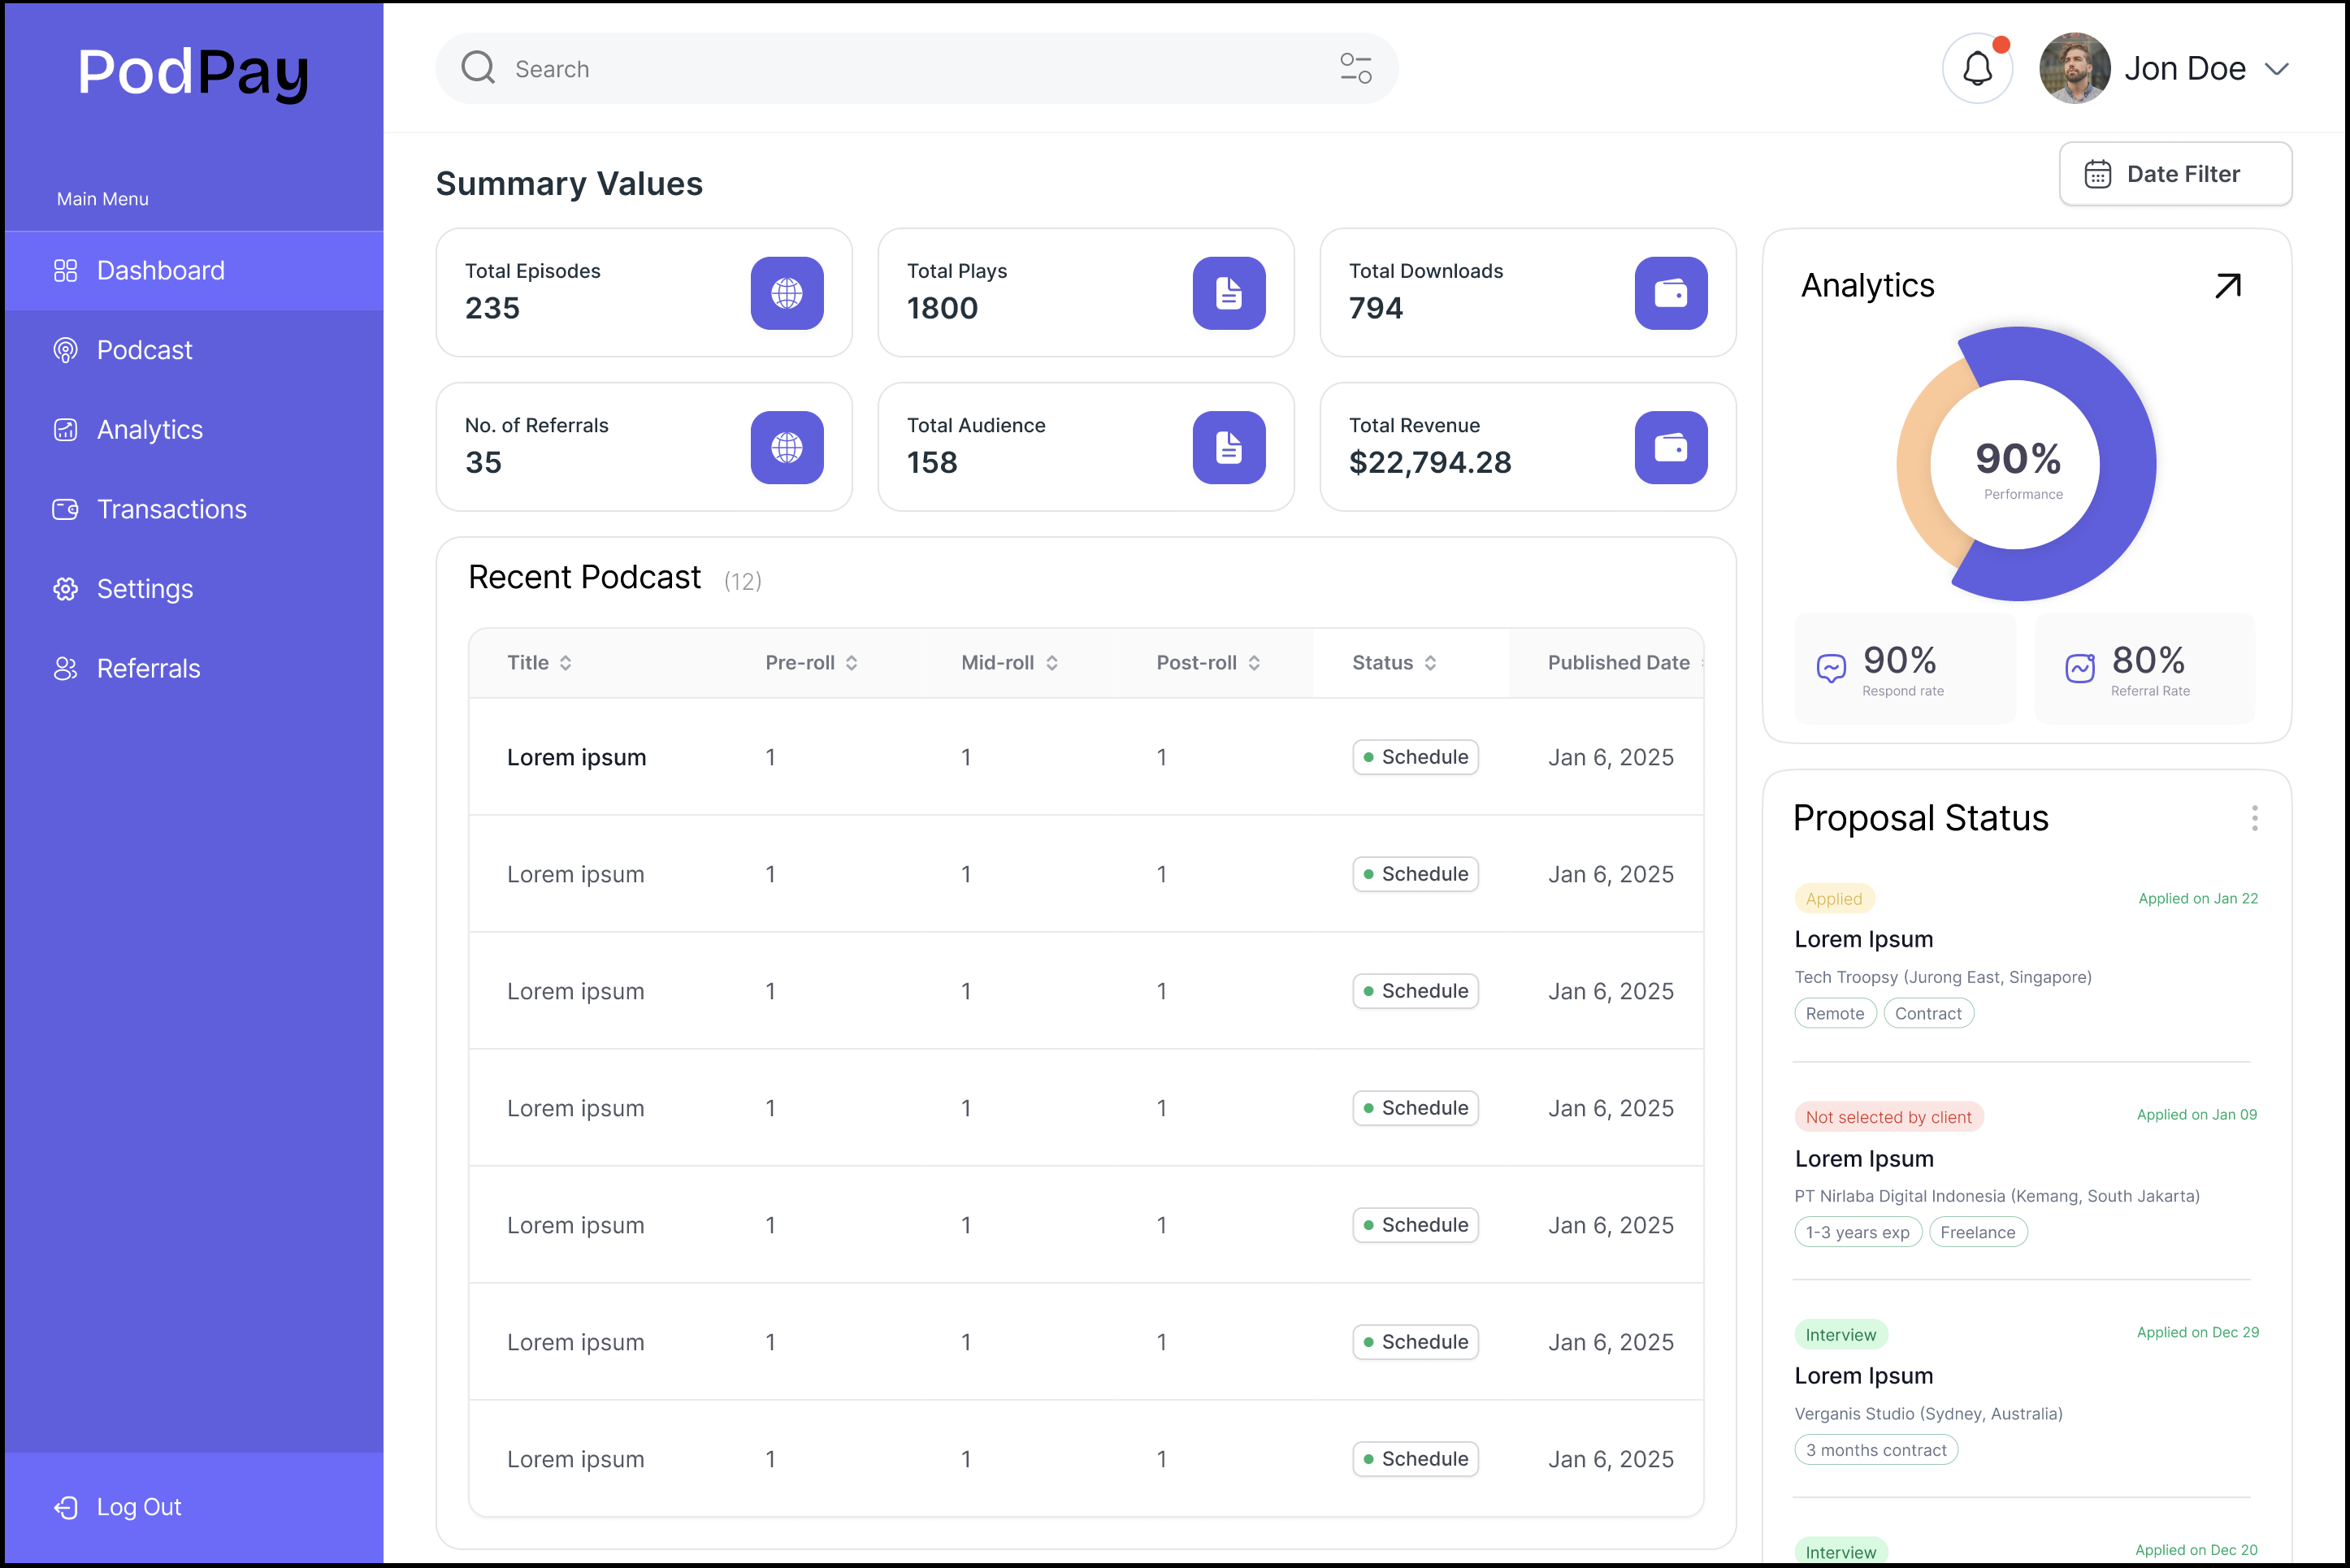 PodPay
Main Menu
Dashboard
Podcast
Analytics
Transactions
Settings
Referrals
Log Out
Search
Jon Doe
Summary Values
Date Filter
Total Episodes
235
Total Plays
1800
Total Downloads
794
No. of Referrals
35
Total Audience
158
Total Revenue
$22,794.28
Recent Podcast (12)
Title Pre-roll Mid-roll Post-roll Status Published Date
Lorem ipsum 1 1 1 Schedule Jan 6, 2025
Lorem ipsum 1 1 1 Schedule Jan 6, 2025
Lorem ipsum 1 1 1 Schedule Jan 6, 2025
Lorem ipsum 1 1 1 Schedule Jan 6, 2025
Lorem ipsum 1 1 1 Schedule Jan 6, 2025
Lorem ipsum 1 1 1 Schedule Jan 6, 2025
Lorem ipsum 1 1 1 Schedule Jan 6, 2025
Analytics
90%
Performance
90%
Respond rate
80%
Referral Rate
Proposal Status
Applied Applied on Jan 22
Lorem Ipsum
Tech Troopsy (Jurong East, Singapore)
Remote Contract
Not selected by client Applied on Jan 09
Lorem Ipsum
PT Nirlaba Digital Indonesia (Kemang, South Jakarta)
1-3 years exp Freelance
Interview Applied on Dec 29
Lorem Ipsum
Verganis Studio (Sydney, Australia)
3 months contract
Interview Applied on Dec 20